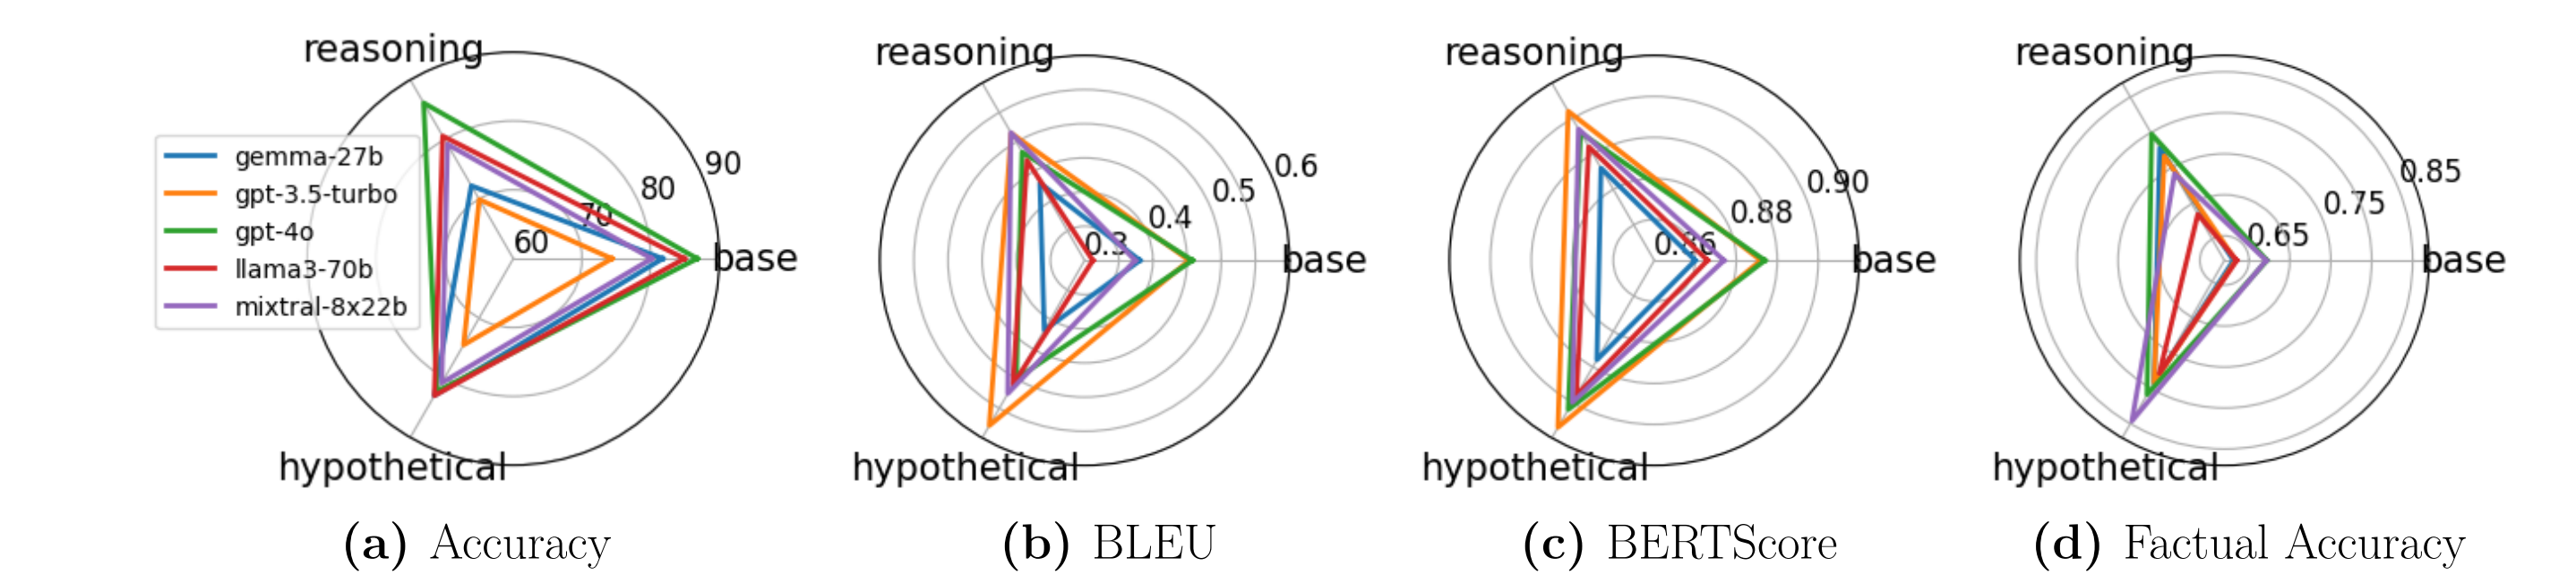 reasoning
90
80
70
60
base
hypothetical
gemma-27b
gpt-3.5-turbo
gpt-4o
llama3-70b
mixtral-8x22b
(a) Accuracy
reasoning
0.6
0.5
0.4
0.3
base
hypothetical
(b) BLEU
reasoning
0.90
0.88
0.86
base
hypothetical
(c) BERTScore
reasoning
0.85
0.75
0.65
base
hypothetical
(d) Factual Accuracy